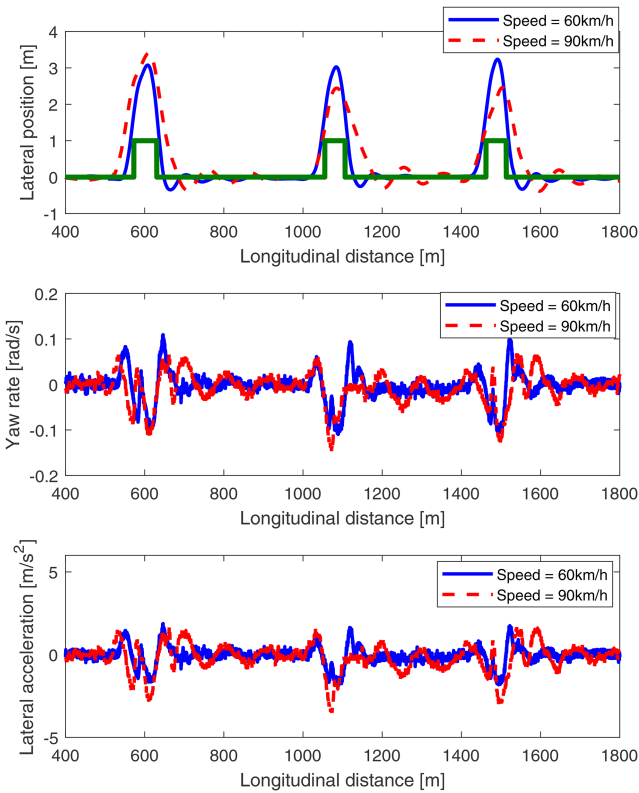 Speed = 60km/h
Speed = 90km/h
Lateral position [m]
4
3
2
1
0
-1
400 600 800 1000 1200 1400 1600 1800
Longitudinal distance [m]
Speed = 60km/h
Speed = 90km/h
Yaw rate [rad/s]
0.2
0.1
0
-0.1
-0.2
400 600 800 1000 1200 1400 1600 1800
Longitudinal distance [m]
Speed = 60km/h
Speed = 90km/h
Lateral acceleration [m/s²]
5
0
-5
400 600 800 1000 1200 1400 1600 1800
Longitudinal distance [m]